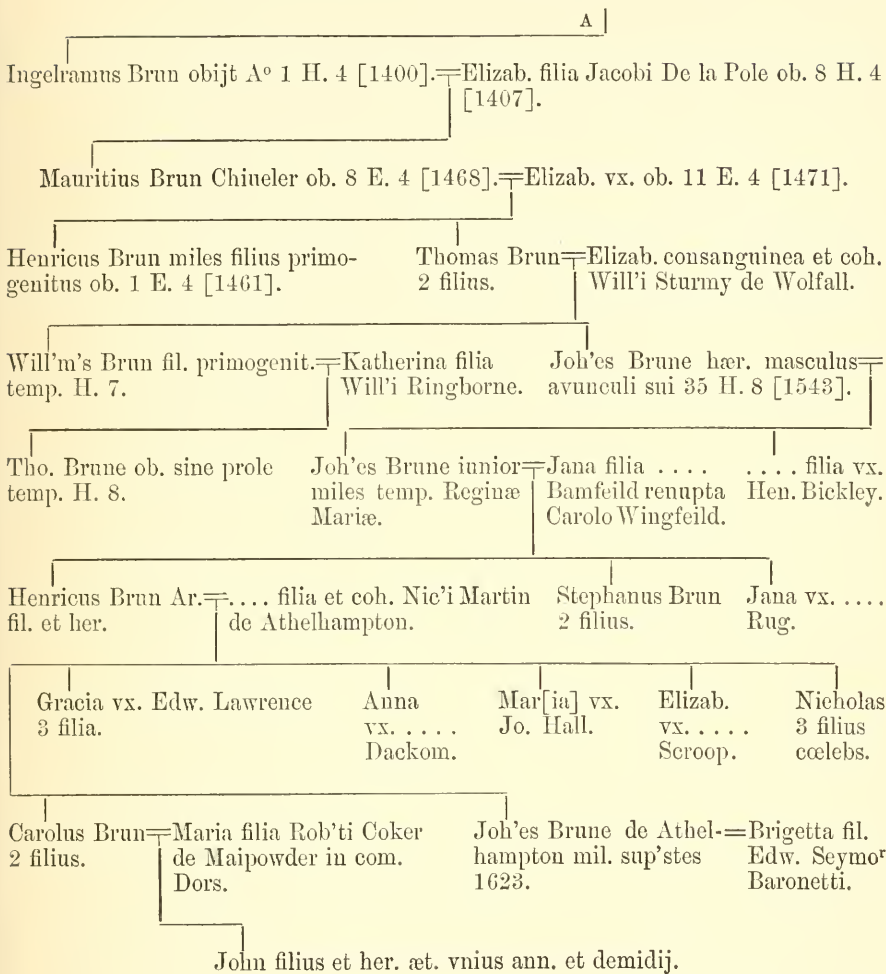 A
Ingelramus Brun obijt Aº 1 H. 4 [1400].=Elizab. filia Jacobi De la Pole ob. 8 H. 4
[1407].
Mauritius Brun Chiueler ob. 8 E. 4 [1468].=Elizab. vx. ob. 11 E. 4 [1471].
Henricus Brun miles filius primo-
genitus ob. 1 E. 4 [1461].
Thomas Brun=Elizab. consanguinea et coh.
2 filius. Will'i Sturmy de Wolfall.
Will'm's Brun fil. primogenit.=Katherina filia
temp. H. 7. Will'i Ringborne.
Joh'es Brune hær. masculus=
avunculi sui 35 H. 8 [1543].
Tho. Brune ob. sine prole
temp. H. 8.
Joh'es Brune iunior=Jana filia . . . .
miles temp. Reginæ Bamfeild renupta
Mariæ. Carolo Wingfeild.
. . . . filia vx.
Hen. Bickley.
Henricus Brun Ar.=. . . . filia et coh. Nic'i Martin
fil. et her. de Athelhampton.
Stephanus Brun
2 filius.
Jana vx. . . . .
Rug.
Gracia vx. Edw. Lawrence
3 filia.
Anna
vx. . . . .
Dackom.
Mar[ia] vx.
Jo. Hall.
Elizab.
vx. . . . .
Scroop.
Nicholas
3 filius
cœlebs.
Carolus Brun=Maria filia Rob'ti Coker
2 filius. de Maipowder in com.
Dors.
Joh'es Brune de Athel-=Brigetta fil.
hampton mil. sup'stes Edw. Seymoʳ
1623. Baronetti.
John filius et her. æt. vnius ann. et demidij.